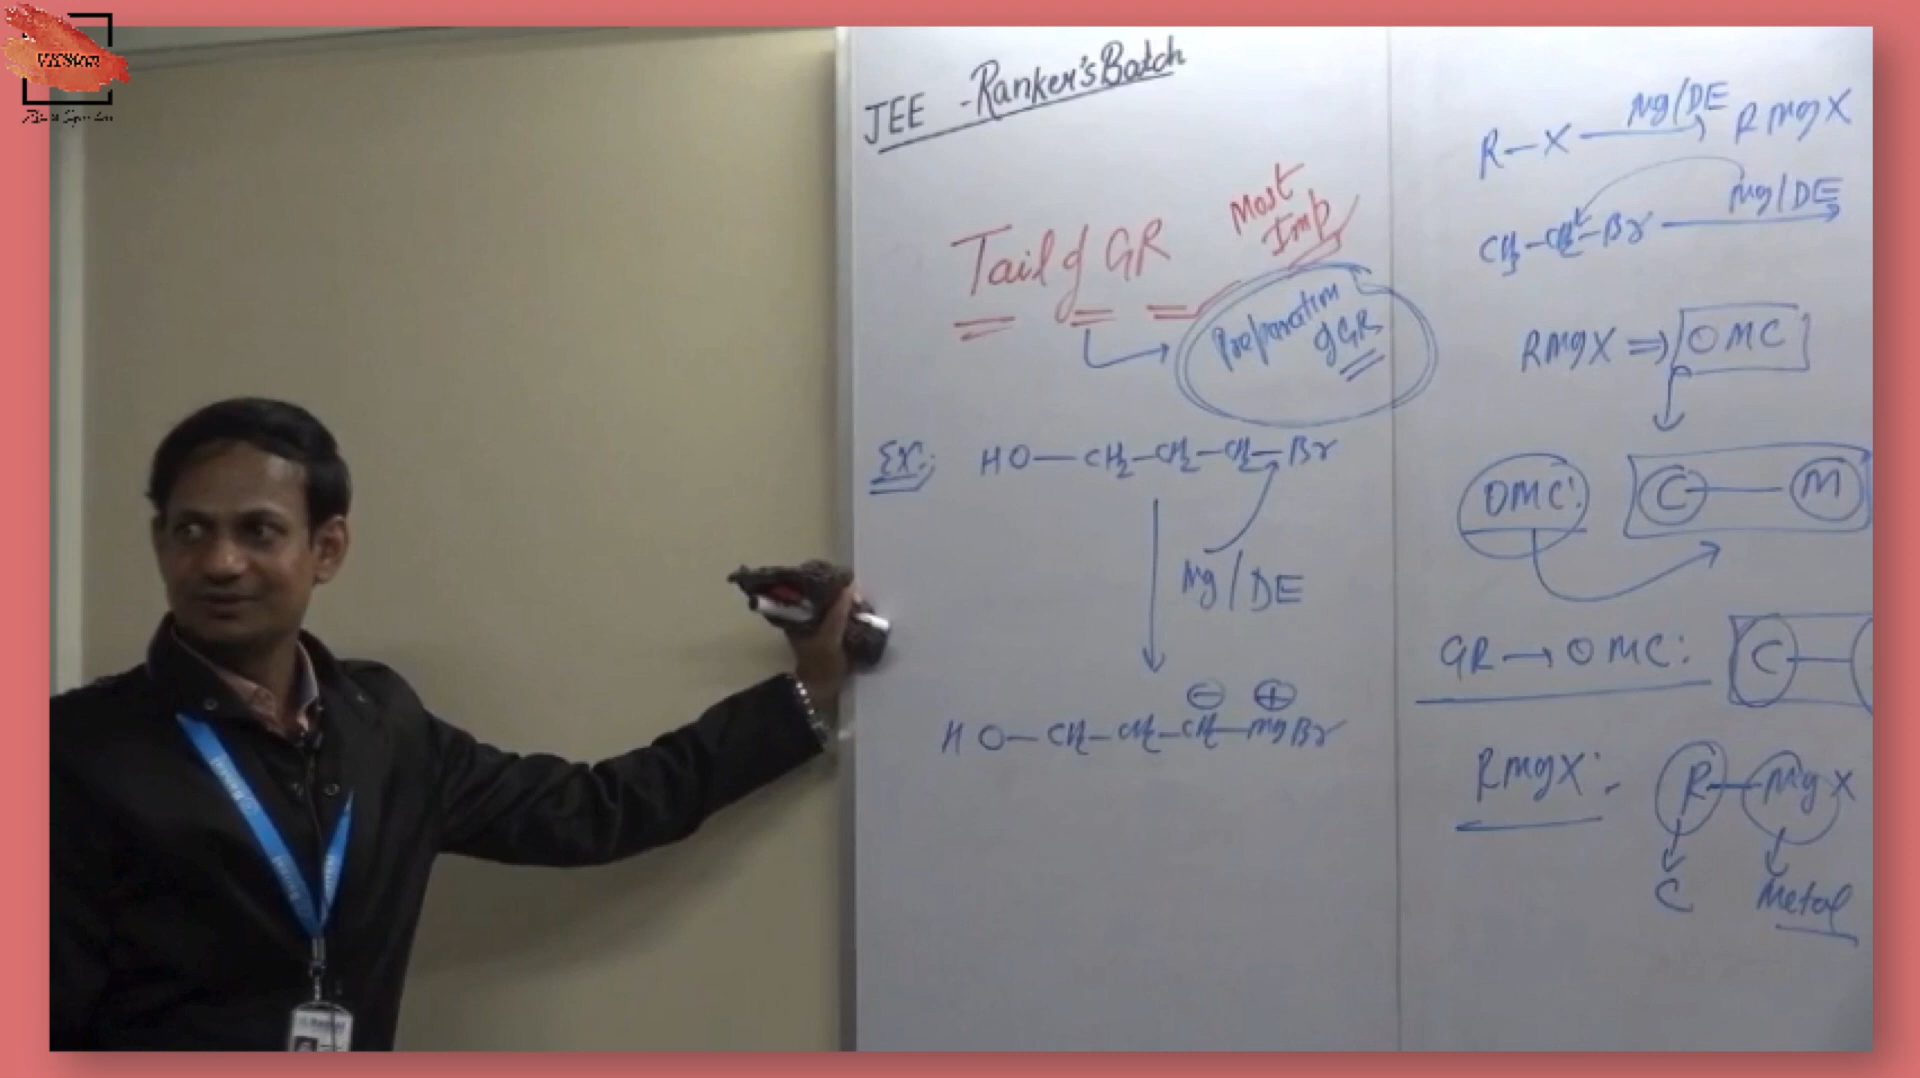 VIISION
JEE - Ranker's Batch
Tail of GR
Most
Imp
Preparation
of GR
Ex:
HO-CH2-CH2-CH2-Br
Mg/DE
⊖ ⊕
HO-CH2-CH2-CH2-MgBr
R-X Mg/DE → RMgX
CH3-CH2-Br Mg/DE →
RMgX ⇒ OMC
OMC: C-M
GR → OMC: C-
RMgX: R-MgX
C Metal